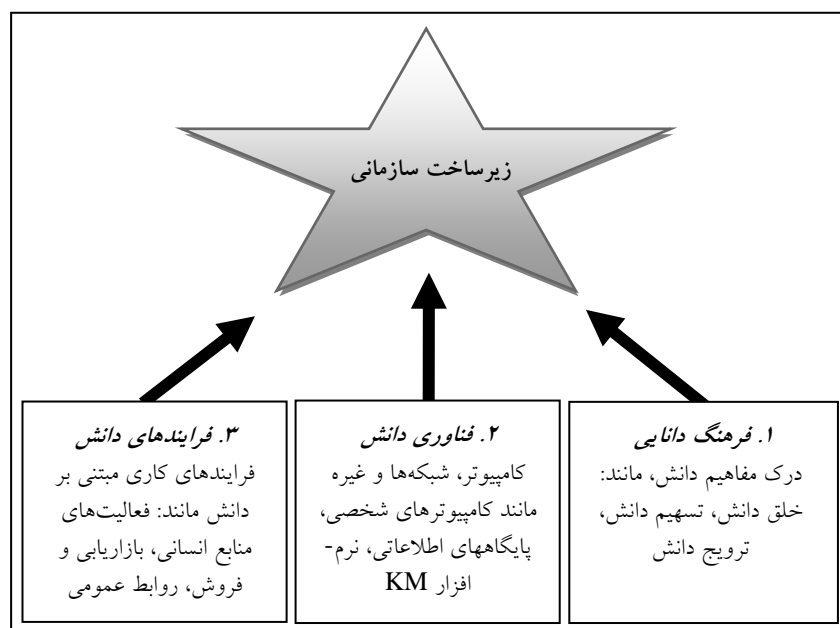 زیرساخت سازمانی
۱. فرهنگ دانایی
درک مفاهیم دانش، مانند:
خلق دانش، تسهیم دانش،
ترویج دانش
۲. فناوری دانش
کامپیوتر، شبکه‌ها و غیره
مانند کامپیوترهای شخصی،
پایگاههای اطلاعاتی، نرم-
افزار KM
۳. فرایندهای دانش
فرایندهای کاری مبتنی بر
دانش مانند: فعالیت‌های
منابع انسانی، بازاریابی و
فروش، روابط عمومی